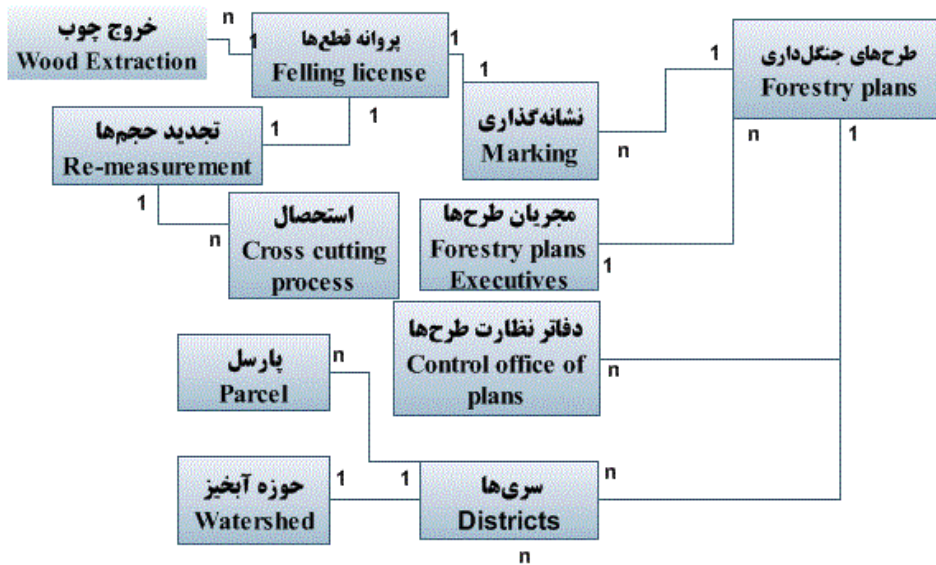 خروج چوب
Wood Extraction
n
1
پروانه قطع‌ها
Felling license
1
1
طرح‌های جنگل‌داری
Forestry plans
1
n
1
نشانه‌گذاری
Marking
1
n
تجدید حجم‌ها
Re-measurement
1
1
استحصال
Cross cutting
process
n
مجریان طرح‌ها
Forestry plans
Executives
1
دفاتر نظارت طرح‌ها
Control office of
plans
n
پارسل
Parcel
n
حوزه آبخیز
Watershed
1
1
سری‌ها
Districts
n
n